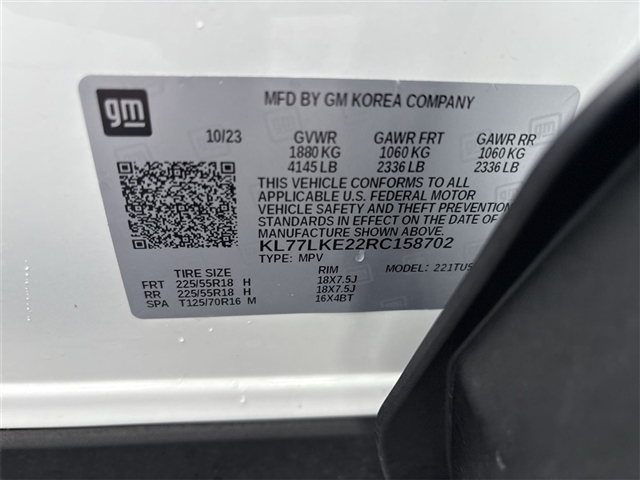 gm
MFD BY GM KOREA COMPANY
10/23 GVWR GAWR FRT GAWR RR
1880 KG 1060 KG 1060 KG
4145 LB 2336 LB 2336 LB
THIS VEHICLE CONFORMS TO ALL
APPLICABLE U.S. FEDERAL MOTOR
VEHICLE SAFETY AND THEFT PREVENTION
STANDARDS IN EFFECT ON THE DATE OF
MANUFACTURE SHOWN ABOVE.
KL77LKE22RC158702
TYPE: MPV MODEL: 221TU
TIRE SIZE RIM
FRT 225/55R18 H 18X7.5J
RR 225/55R18 H 18X7.5J
SPA T125/70R16 M 16X4BT